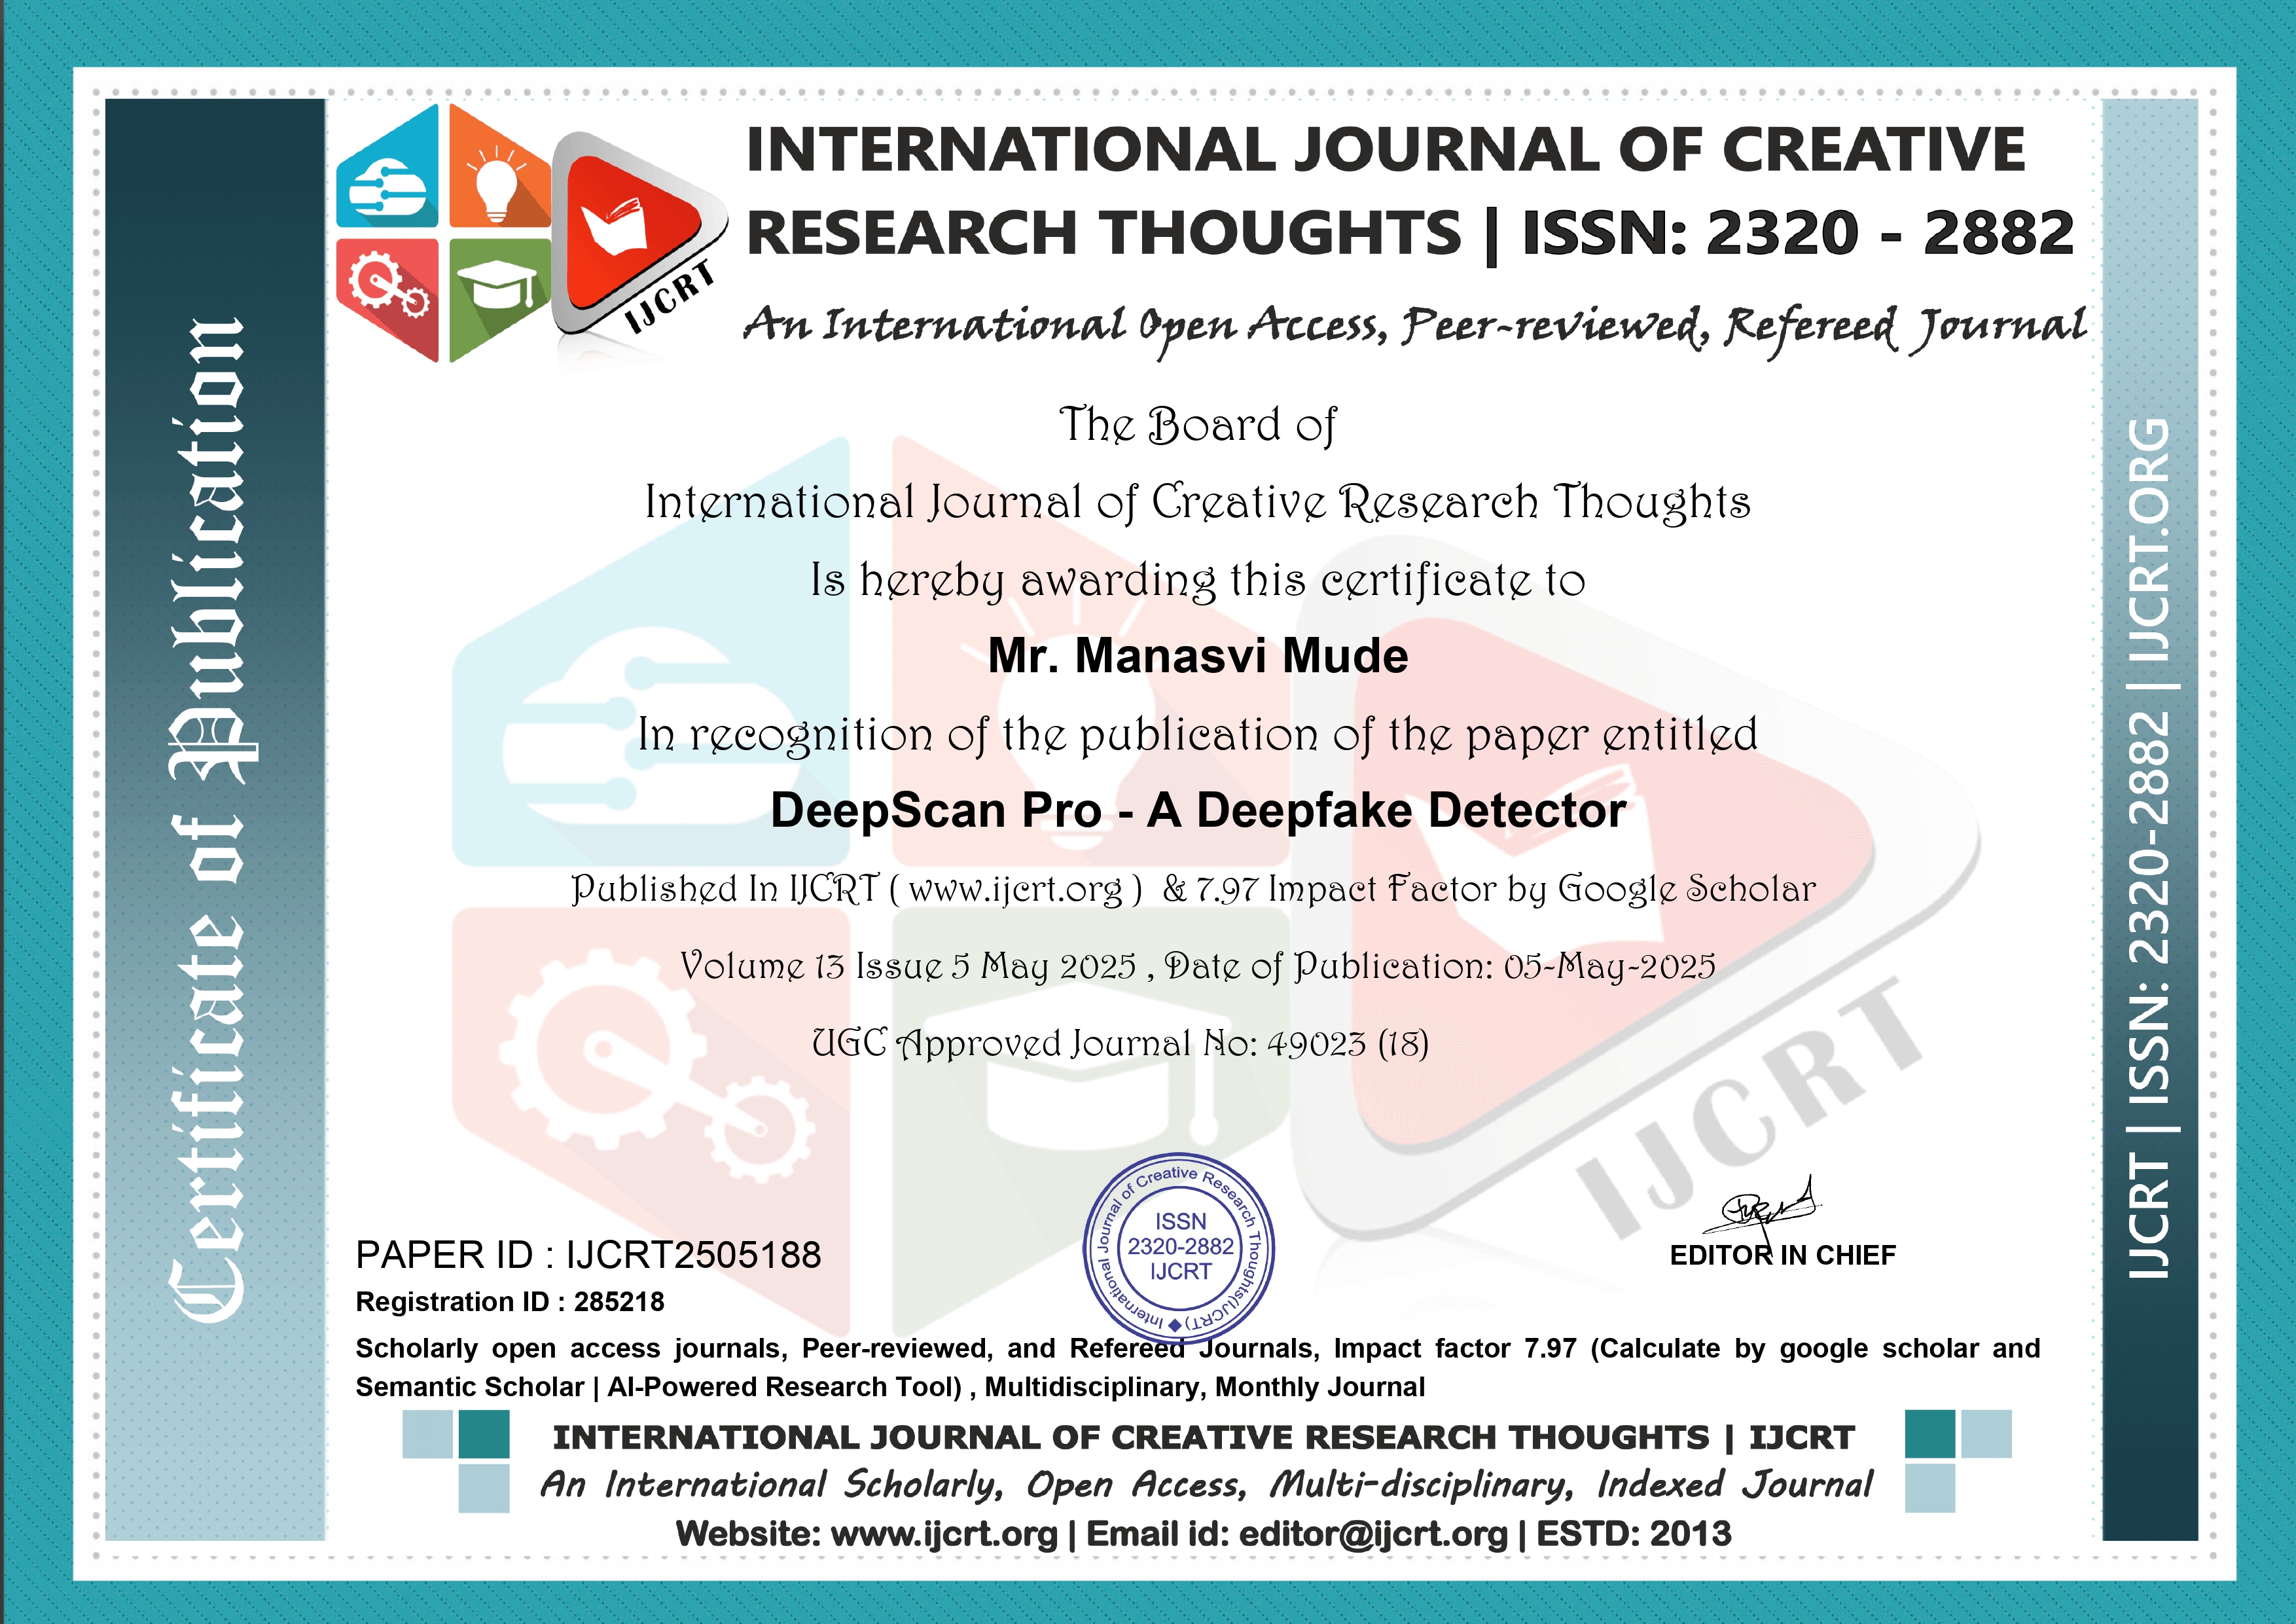 Certificate of Publication
IJCRT
INTERNATIONAL JOURNAL OF CREATIVE
RESEARCH THOUGHTS | ISSN: 2320 - 2882
An International Open Access, Peer-reviewed, Refereed Journal
The Board of
International Journal of Creative Research Thoughts
Is hereby awarding this certificate to
Mr. Manasvi Mude
In recognition of the publication of the paper entitled
DeepScan Pro - A Deepfake Detector
Published In IJCRT ( www.ijcrt.org ) & 7.97 Impact Factor by Google Scholar
Volume 13 Issue 5 May 2025 , Date of Publication: 05-May-2025
UGC Approved Journal No: 49023 (18)
IJCRT
PAPER ID : IJCRT2505188
Registration ID : 285218
International Journal of Creative Research Thoughts(IJCRT)
ISSN
2320-2882
IJCRT
EDITOR IN CHIEF
Scholarly open access journals, Peer-reviewed, and Refereed Journals, Impact factor 7.97 (Calculate by google scholar and
Semantic Scholar | AI-Powered Research Tool) , Multidisciplinary, Monthly Journal
INTERNATIONAL JOURNAL OF CREATIVE RESEARCH THOUGHTS | IJCRT
An International Scholarly, Open Access, Multi-disciplinary, Indexed Journal
Website: www.ijcrt.org | Email id: editor@ijcrt.org | ESTD: 2013
IJCRT | ISSN: 2320-2882 | IJCRT.ORG